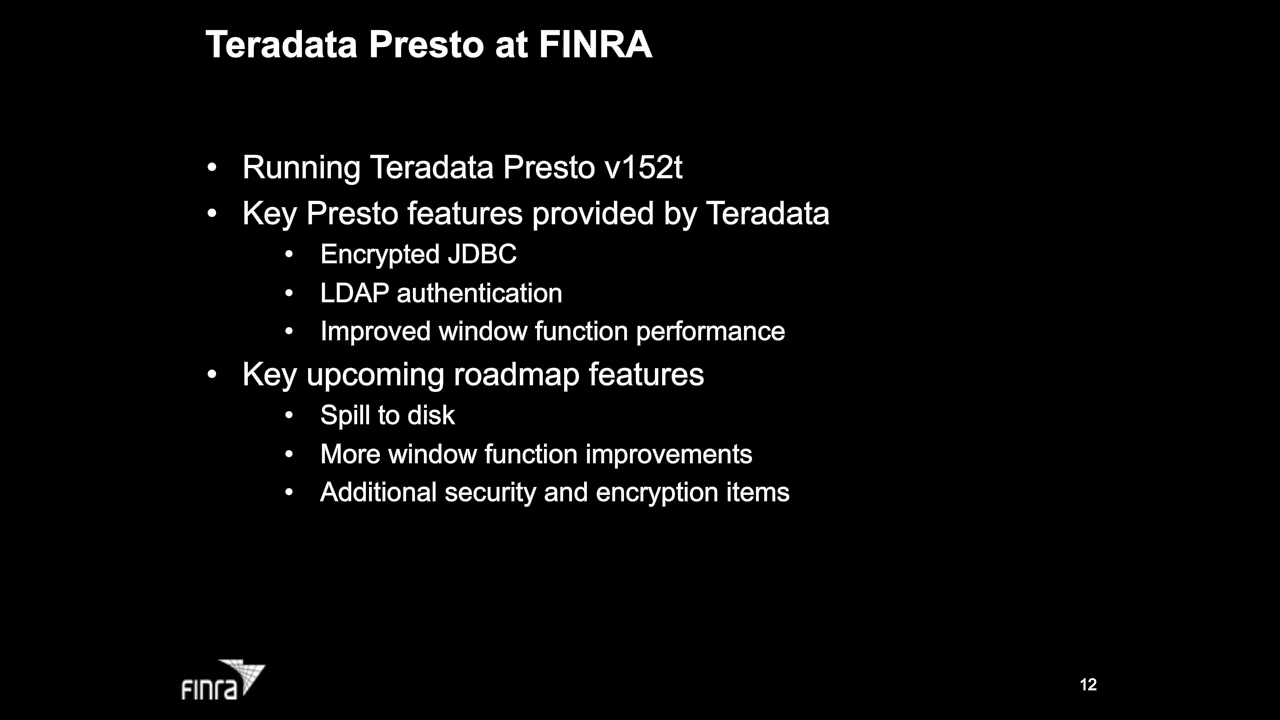 Teradata Presto at FINRA
• Running Teradata Presto v152t
• Key Presto features provided by Teradata
• Encrypted JDBC
• LDAP authentication
• Improved window function performance
• Key upcoming roadmap features
• Spill to disk
• More window function improvements
• Additional security and encryption items
finra
12